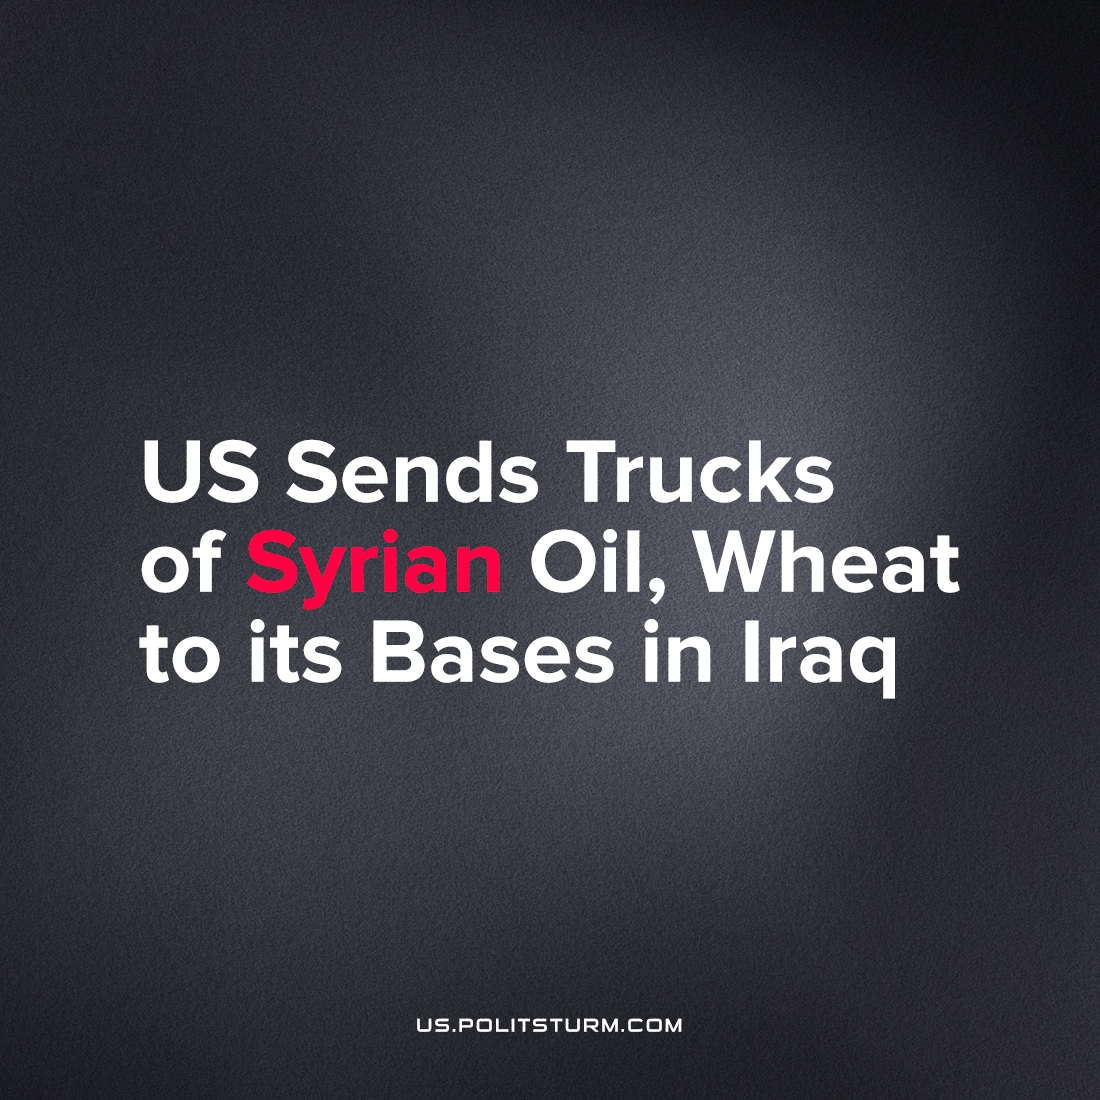 US Sends Trucks
of Syrian Oil, Wheat
to its Bases in Iraq
US.POLITSTURM.COM